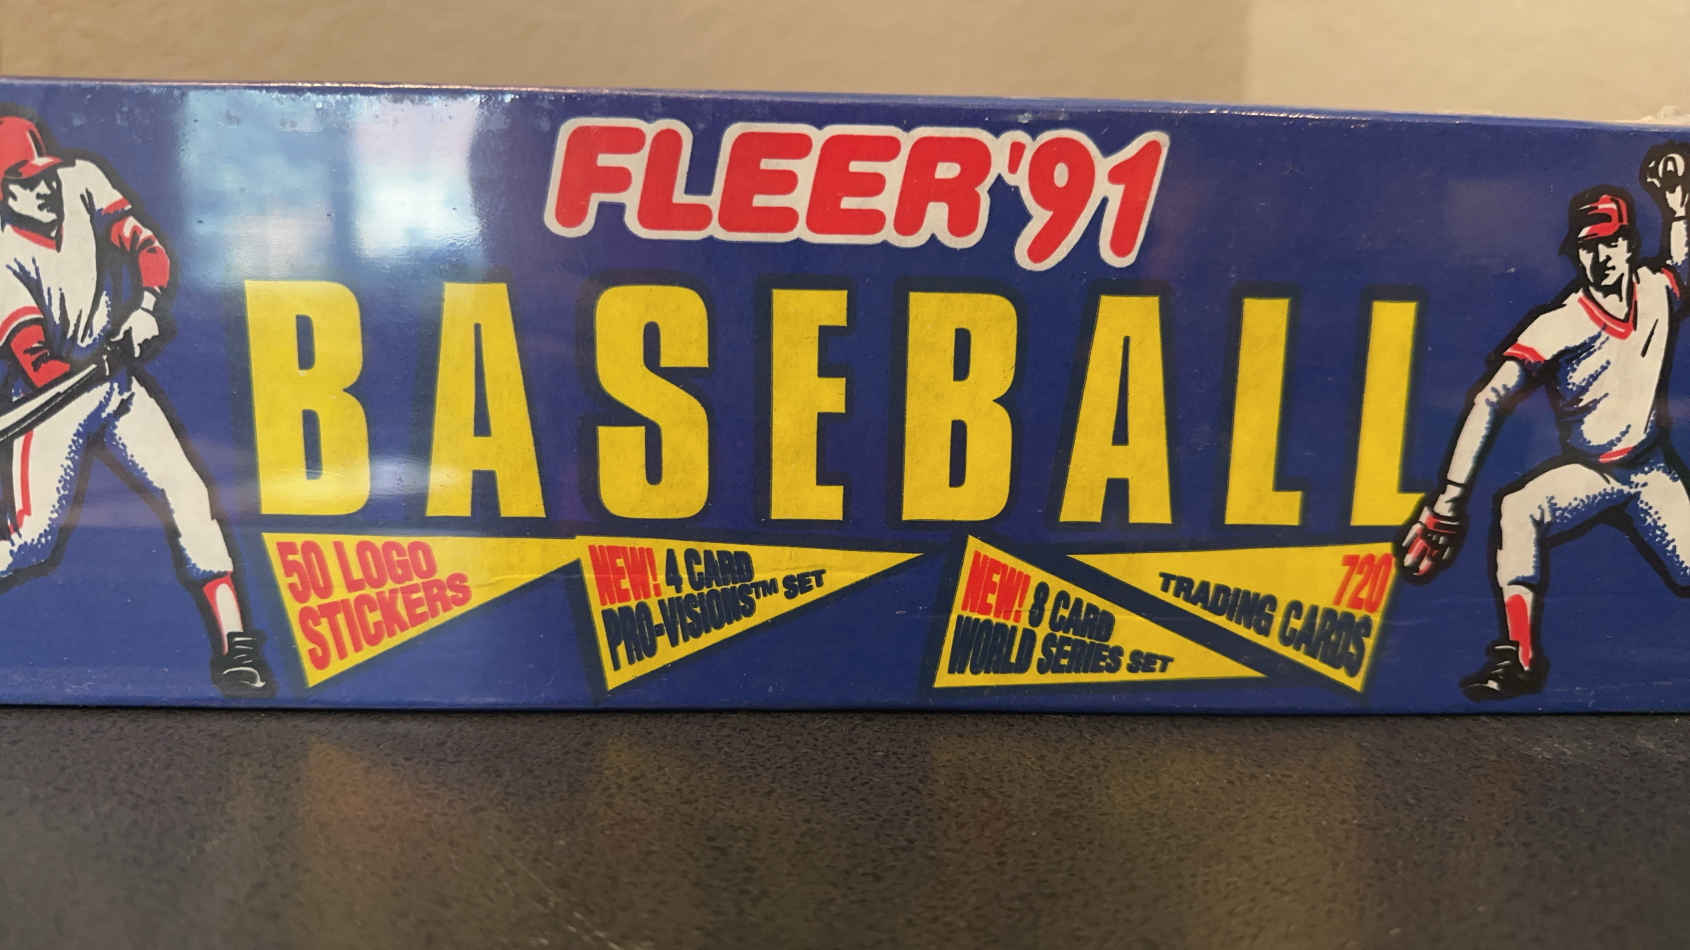 FLEER'91
BASEBALL
50 LOGO
STICKERS
NEW! 4 CARD
PRO-VISIONS™ SET
NEW! 8 CARD
WORLD SERIES SET
720
TRADING CARDS